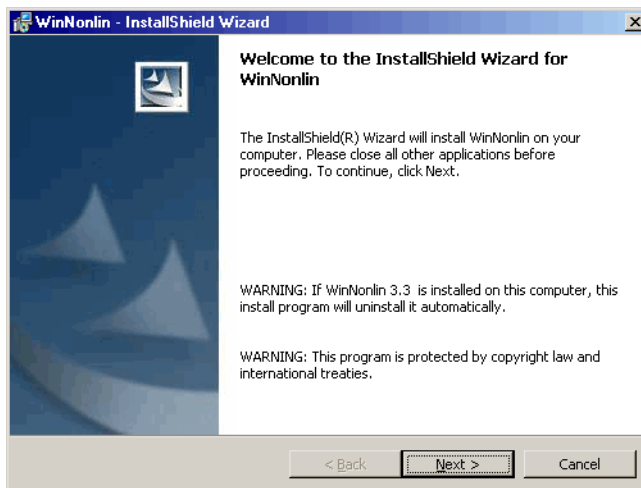 WinNonlin - InstallShield Wizard
Welcome to the InstallShield Wizard for
WinNonlin
The InstallShield(R) Wizard will install WinNonlin on your
computer. Please close all other applications before
proceeding. To continue, click Next.
WARNING: If WinNonlin 3.3  is installed on this computer, this
install program will uninstall it automatically.
WARNING: This program is protected by copyright law and
international treaties.
< Back
Next >
Cancel